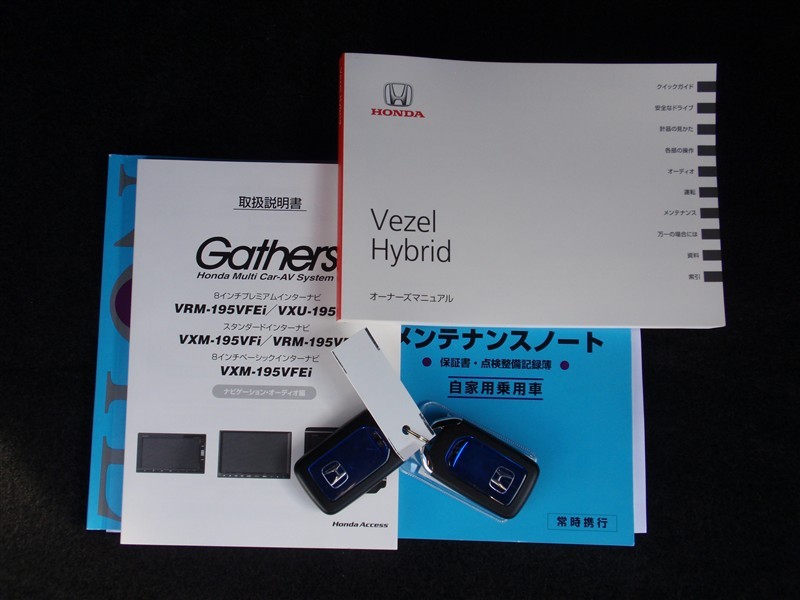 HONDA
Vezel
Hybrid
オーナーズマニュアル
クイックガイド
安全なドライブ
計器の見かた
各部の操作
オーディオ
運転
メンテナンス
万一の場合には
資料
索引
取扱説明書
Gathers
Honda Multi Car-AV System
8インチプレミアムインターナビ
VRM-195VFEi/VXU-195
スタンダードインターナビ
VXM-195VFi/VRM-195V
8インチベーシックインターナビ
VXM-195VFEi
ナビゲーション・オーディオ編
Honda Access
メンテナンスノート
保証書・点検整備記録簿
自家用乗用車
常時携行